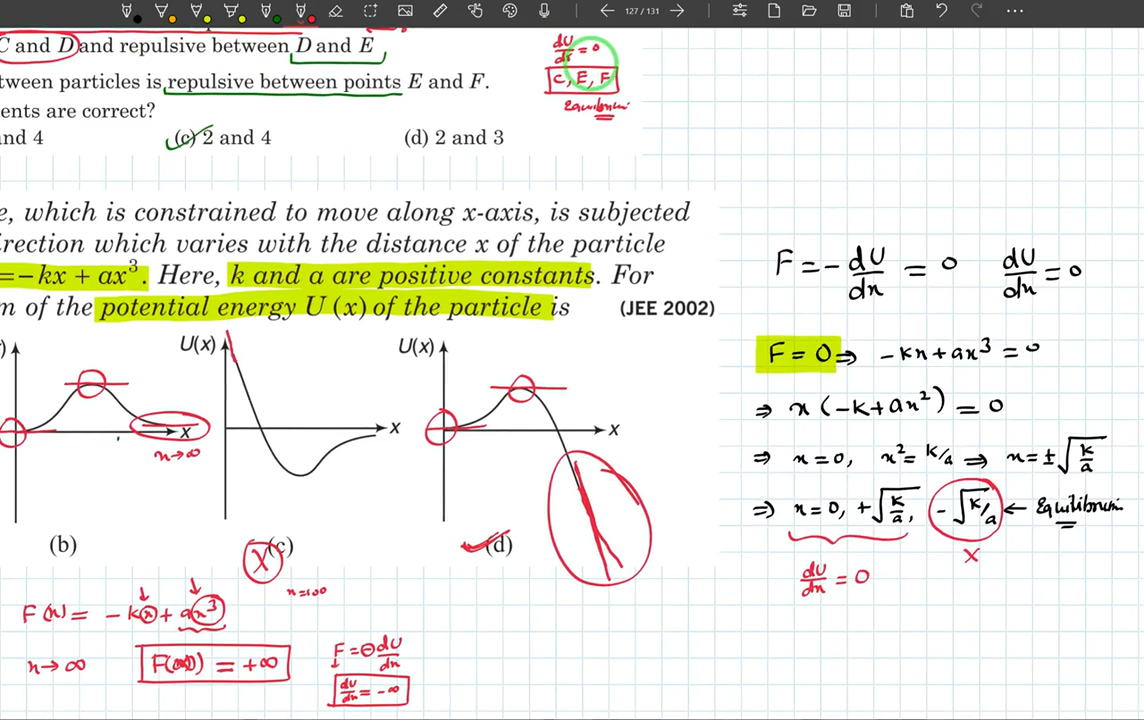 127 / 131
C and D and repulsive between D and E
tween particles is repulsive between points E and F.
ents are correct?
nd 4
(c) 2 and 4
(d) 2 and 3
dU/dr = 0
C, E, F
Equilibrium
e, which is constrained to move along x-axis, is subjected
irection which varies with the distance x of the particle
=-kx + ax³. Here, k and a are positive constants. For
m of the potential energy U (x) of the particle is (JEE 2002)
F = - dU/dx = 0 dU/dx = 0
F = 0 ⇒ -kx + ax³ = 0
⇒ x (-k + ax²) = 0
⇒ x = 0, x² = k/a ⇒ x = ± √k/a
⇒ x = 0, + √k/a, - √k/a ← Equilibrium
X
dU/dx = 0
x
x→∞
(b)
U(x)
x
X (c)
x=100
U(x)
x
(d)
F(x) = - kx + ax³
x→∞ F(∞) = +∞
F = - dU/dx
dU/dx = -∞